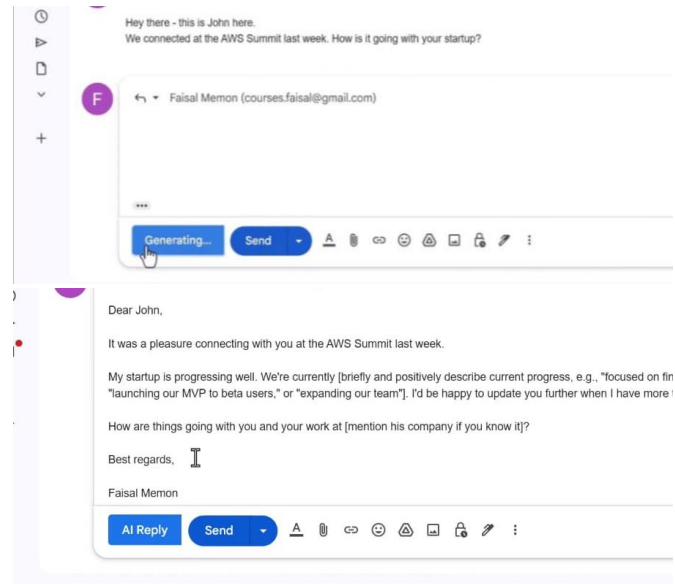 Hey there - this is John here.
We connected at the AWS Summit last week. How is it going with your startup?
F
Faisal Memon (courses.faisal@gmail.com)
Generating...
Send
A
Dear John,
It was a pleasure connecting with you at the AWS Summit last week.
My startup is progressing well. We're currently [briefly and positively describe current progress, e.g., "focused on fin
"launching our MVP to beta users," or "expanding our team"]. I'd be happy to update you further when I have more
How are things going with you and your work at [mention his company if you know it]?
Best regards,
Faisal Memon
AI Reply
Send
A